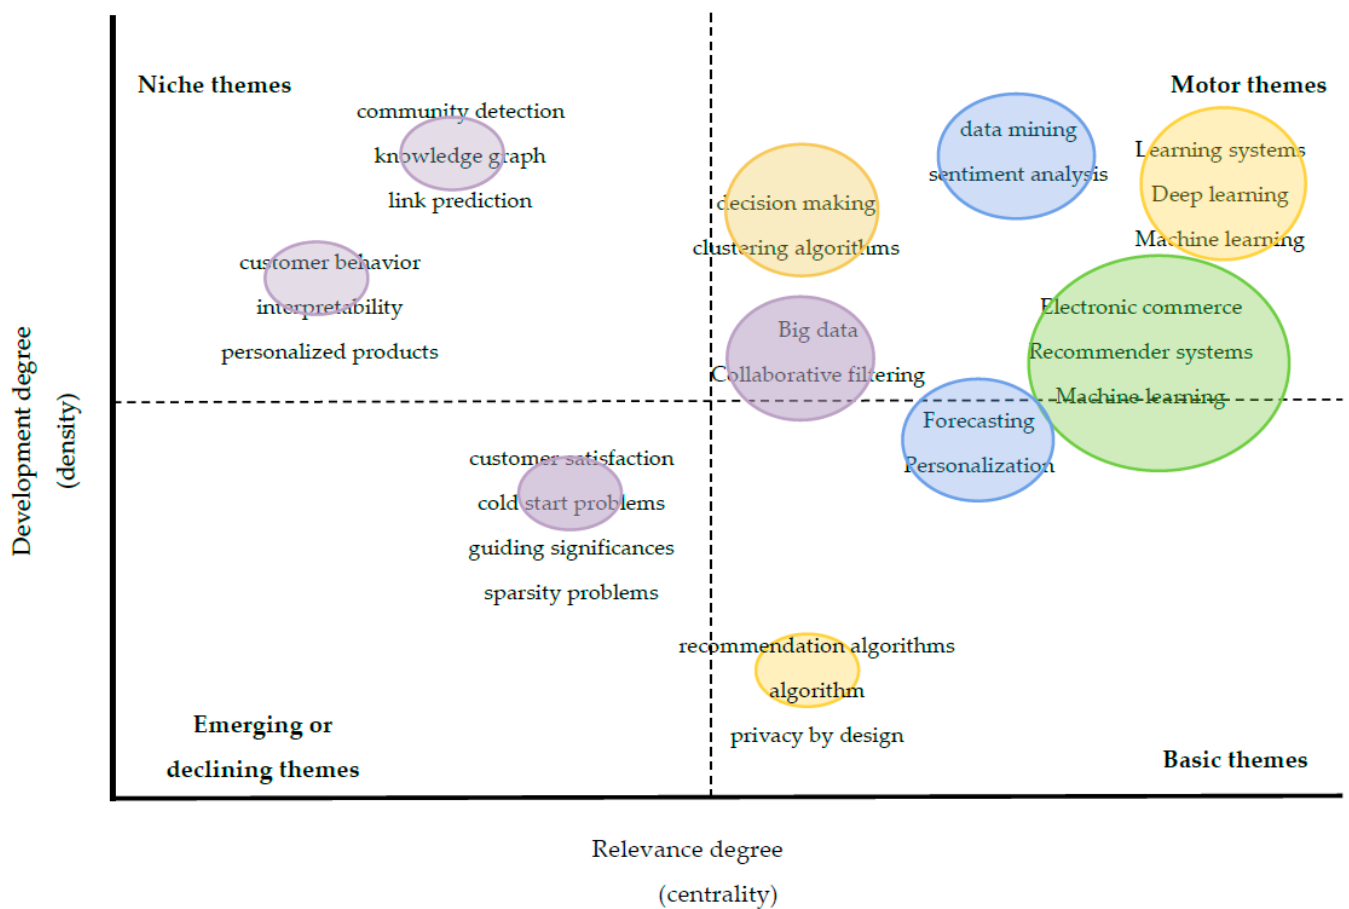 Niche themes
community detection
knowledge graph
link prediction
customer behavior
interpretability
personalized products
Motor themes
data mining
sentiment analysis
Learning systems
Deep learning
Machine learning
decision making
clustering algorithms
Big data
Collaborative filtering
Electronic commerce
Recommender systems
Machine learning
Forecasting
Personalization
customer satisfaction
cold start problems
guiding significances
sparsity problems
Emerging or
declining themes
recommendation algorithms
algorithm
privacy by design
Basic themes
Development degree
(density)
Relevance degree
(centrality)